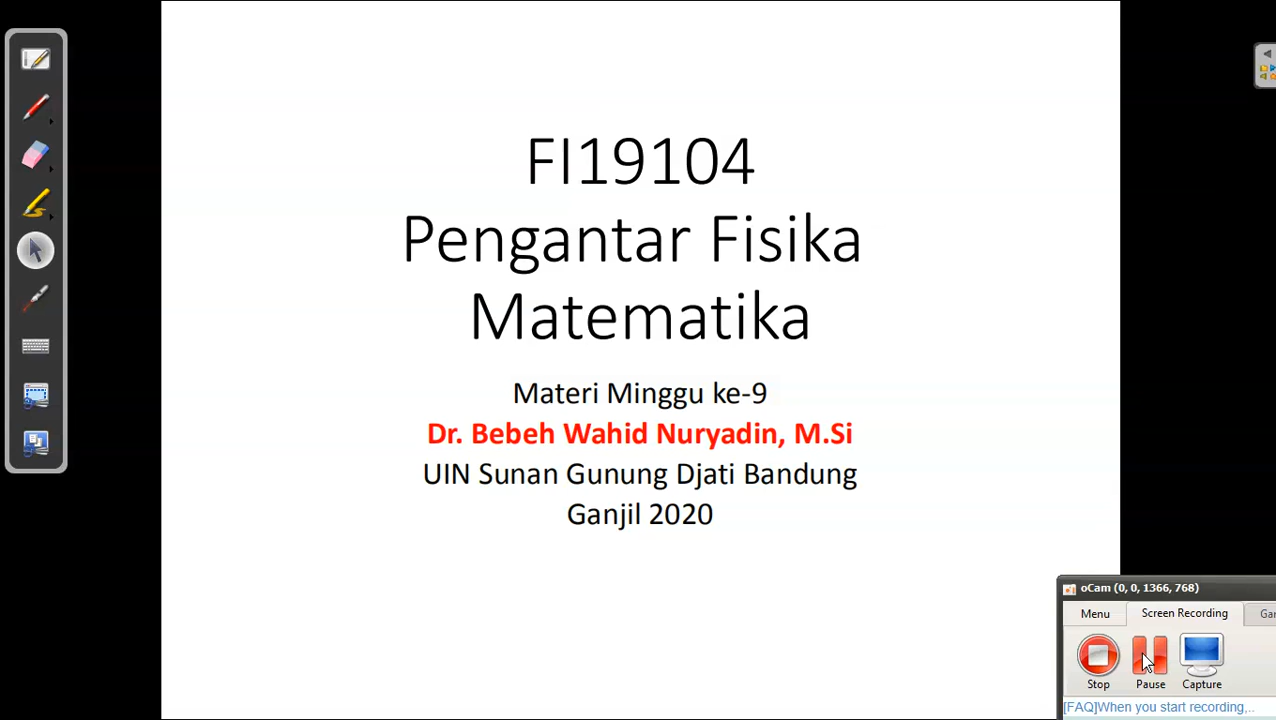 FI19104
Pengantar Fisika
Matematika
Materi Minggu ke-9
Dr. Bebeh Wahid Nuryadin, M.Si
UIN Sunan Gunung Djati Bandung
Ganjil 2020
oCam (0, 0, 1366, 768)
Menu Screen Recording
Stop Pause Capture
[FAQ]When you start recording,..